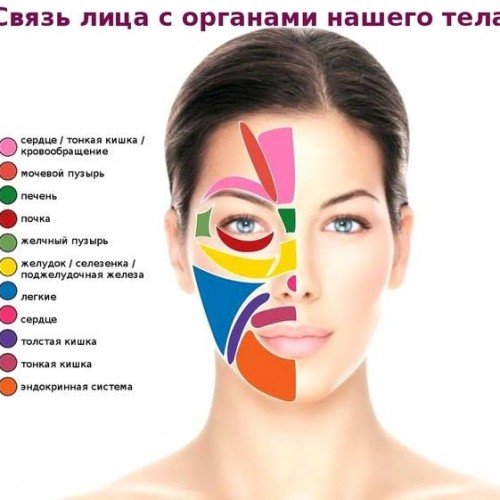 Связь лица с органами нашего тела
сердце / тонкая кишка /
кровообращение
мочевой пузырь
печень
почка
желчный пузырь
желудок / селезенка /
поджелудочная железа
легкие
сердце
толстая кишка
тонкая кишка
эндокринная система